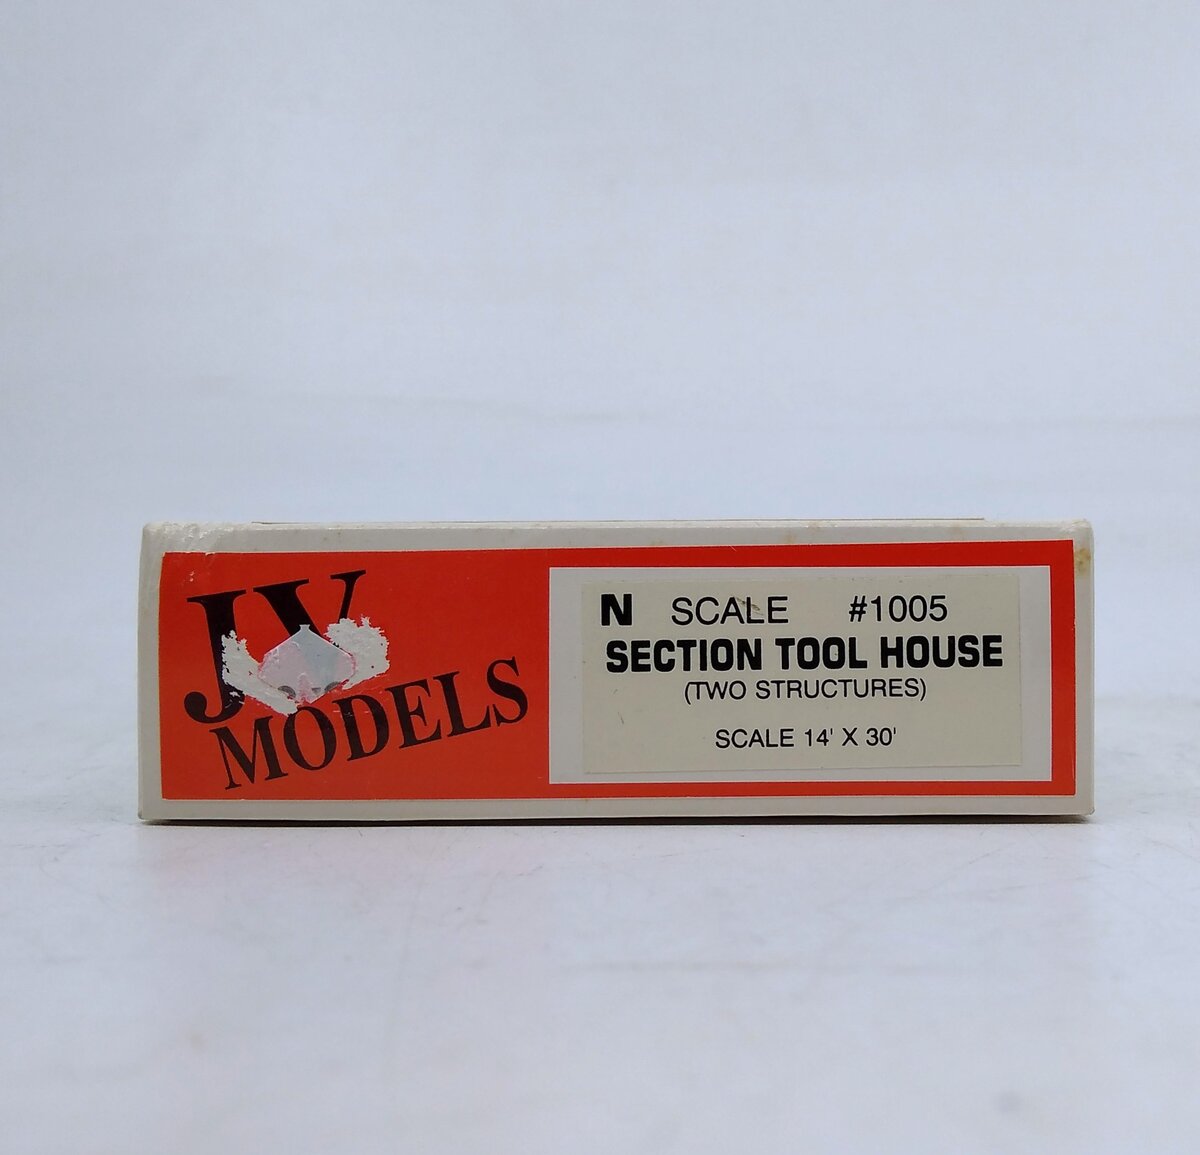 JV
MODELS
N SCALE #1005
SECTION TOOL HOUSE
(TWO STRUCTURES)
SCALE 14' X 30'